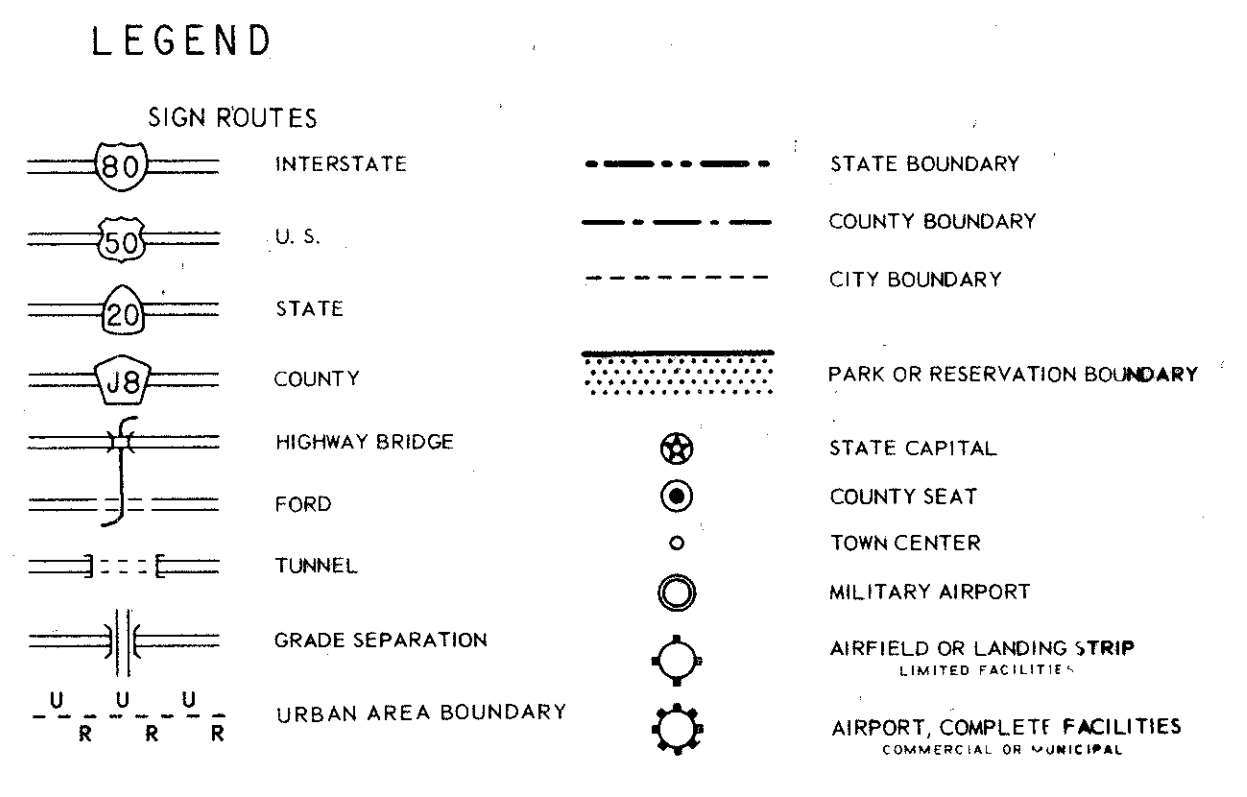 LEGEND
SIGN ROUTES
80 INTERSTATE
50 U. S.
20 STATE
J8 COUNTY
HIGHWAY BRIDGE
FORD
TUNNEL
GRADE SEPARATION
U U U
R R R
URBAN AREA BOUNDARY
STATE BOUNDARY
COUNTY BOUNDARY
CITY BOUNDARY
PARK OR RESERVATION BOUNDARY
STATE CAPITAL
COUNTY SEAT
TOWN CENTER
MILITARY AIRPORT
AIRFIELD OR LANDING STRIP
LIMITED FACILITIES
AIRPORT, COMPLETE FACILITIES
COMMERCIAL OR MUNICIPAL